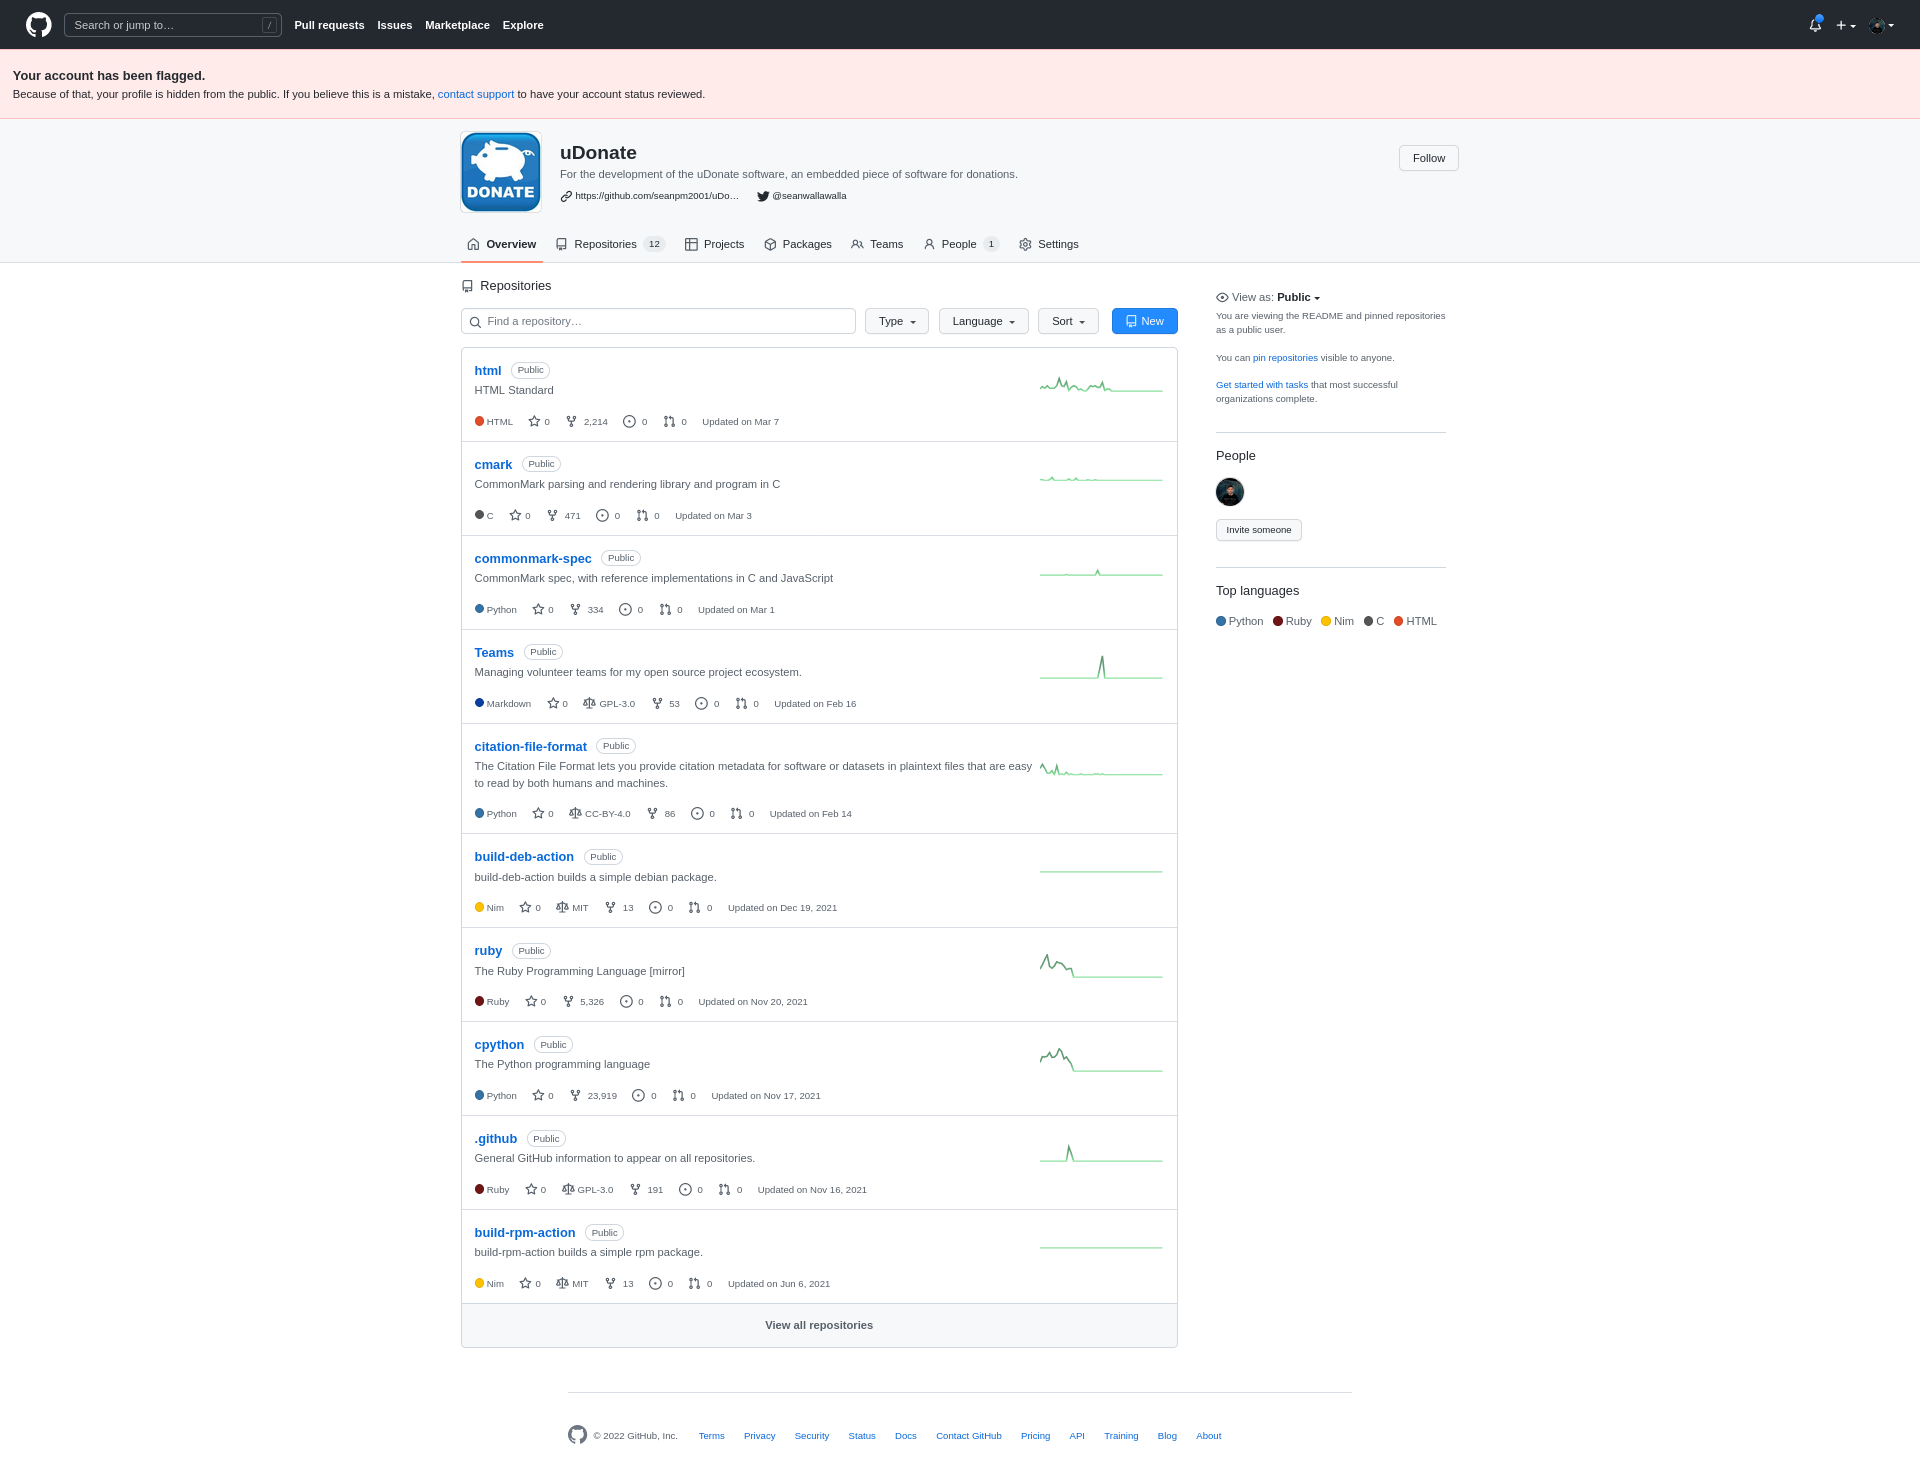 Search or jump to…
/
Pull requests Issues Marketplace Explore
Your account has been flagged.
Because of that, your profile is hidden from the public. If you believe this is a mistake, contact support to have your account status reviewed.
DONATE
uDonate
For the development of the uDonate software, an embedded piece of software for donations.
https://github.com/seanpm2001/uDo… @seanwallawalla
Follow
Overview Repositories 12 Projects Packages Teams People 1 Settings
Repositories
Find a repository…
Type Language Sort New
html Public
HTML Standard
HTML 0 2,214 0 0 Updated on Mar 7
cmark Public
CommonMark parsing and rendering library and program in C
C 0 471 0 0 Updated on Mar 3
commonmark-spec Public
CommonMark spec, with reference implementations in C and JavaScript
Python 0 334 0 0 Updated on Mar 1
Teams Public
Managing volunteer teams for my open source project ecosystem.
Markdown 0 GPL-3.0 53 0 0 Updated on Feb 16
citation-file-format Public
The Citation File Format lets you provide citation metadata for software or datasets in plaintext files that are easy
to read by both humans and machines.
Python 0 CC-BY-4.0 86 0 0 Updated on Feb 14
build-deb-action Public
build-deb-action builds a simple debian package.
Nim 0 MIT 13 0 0 Updated on Dec 19, 2021
ruby Public
The Ruby Programming Language [mirror]
Ruby 0 5,326 0 0 Updated on Nov 20, 2021
cpython Public
The Python programming language
Python 0 23,919 0 0 Updated on Nov 17, 2021
.github Public
General GitHub information to appear on all repositories.
Ruby 0 GPL-3.0 191 0 0 Updated on Nov 16, 2021
build-rpm-action Public
build-rpm-action builds a simple rpm package.
Nim 0 MIT 13 0 0 Updated on Jun 6, 2021
View all repositories
View as: Public
You are viewing the README and pinned repositories
as a public user.
You can pin repositories visible to anyone.
Get started with tasks that most successful
organizations complete.
People
Invite someone
Top languages
Python Ruby Nim C HTML
© 2022 GitHub, Inc. Terms Privacy Security Status Docs Contact GitHub Pricing API Training Blog About